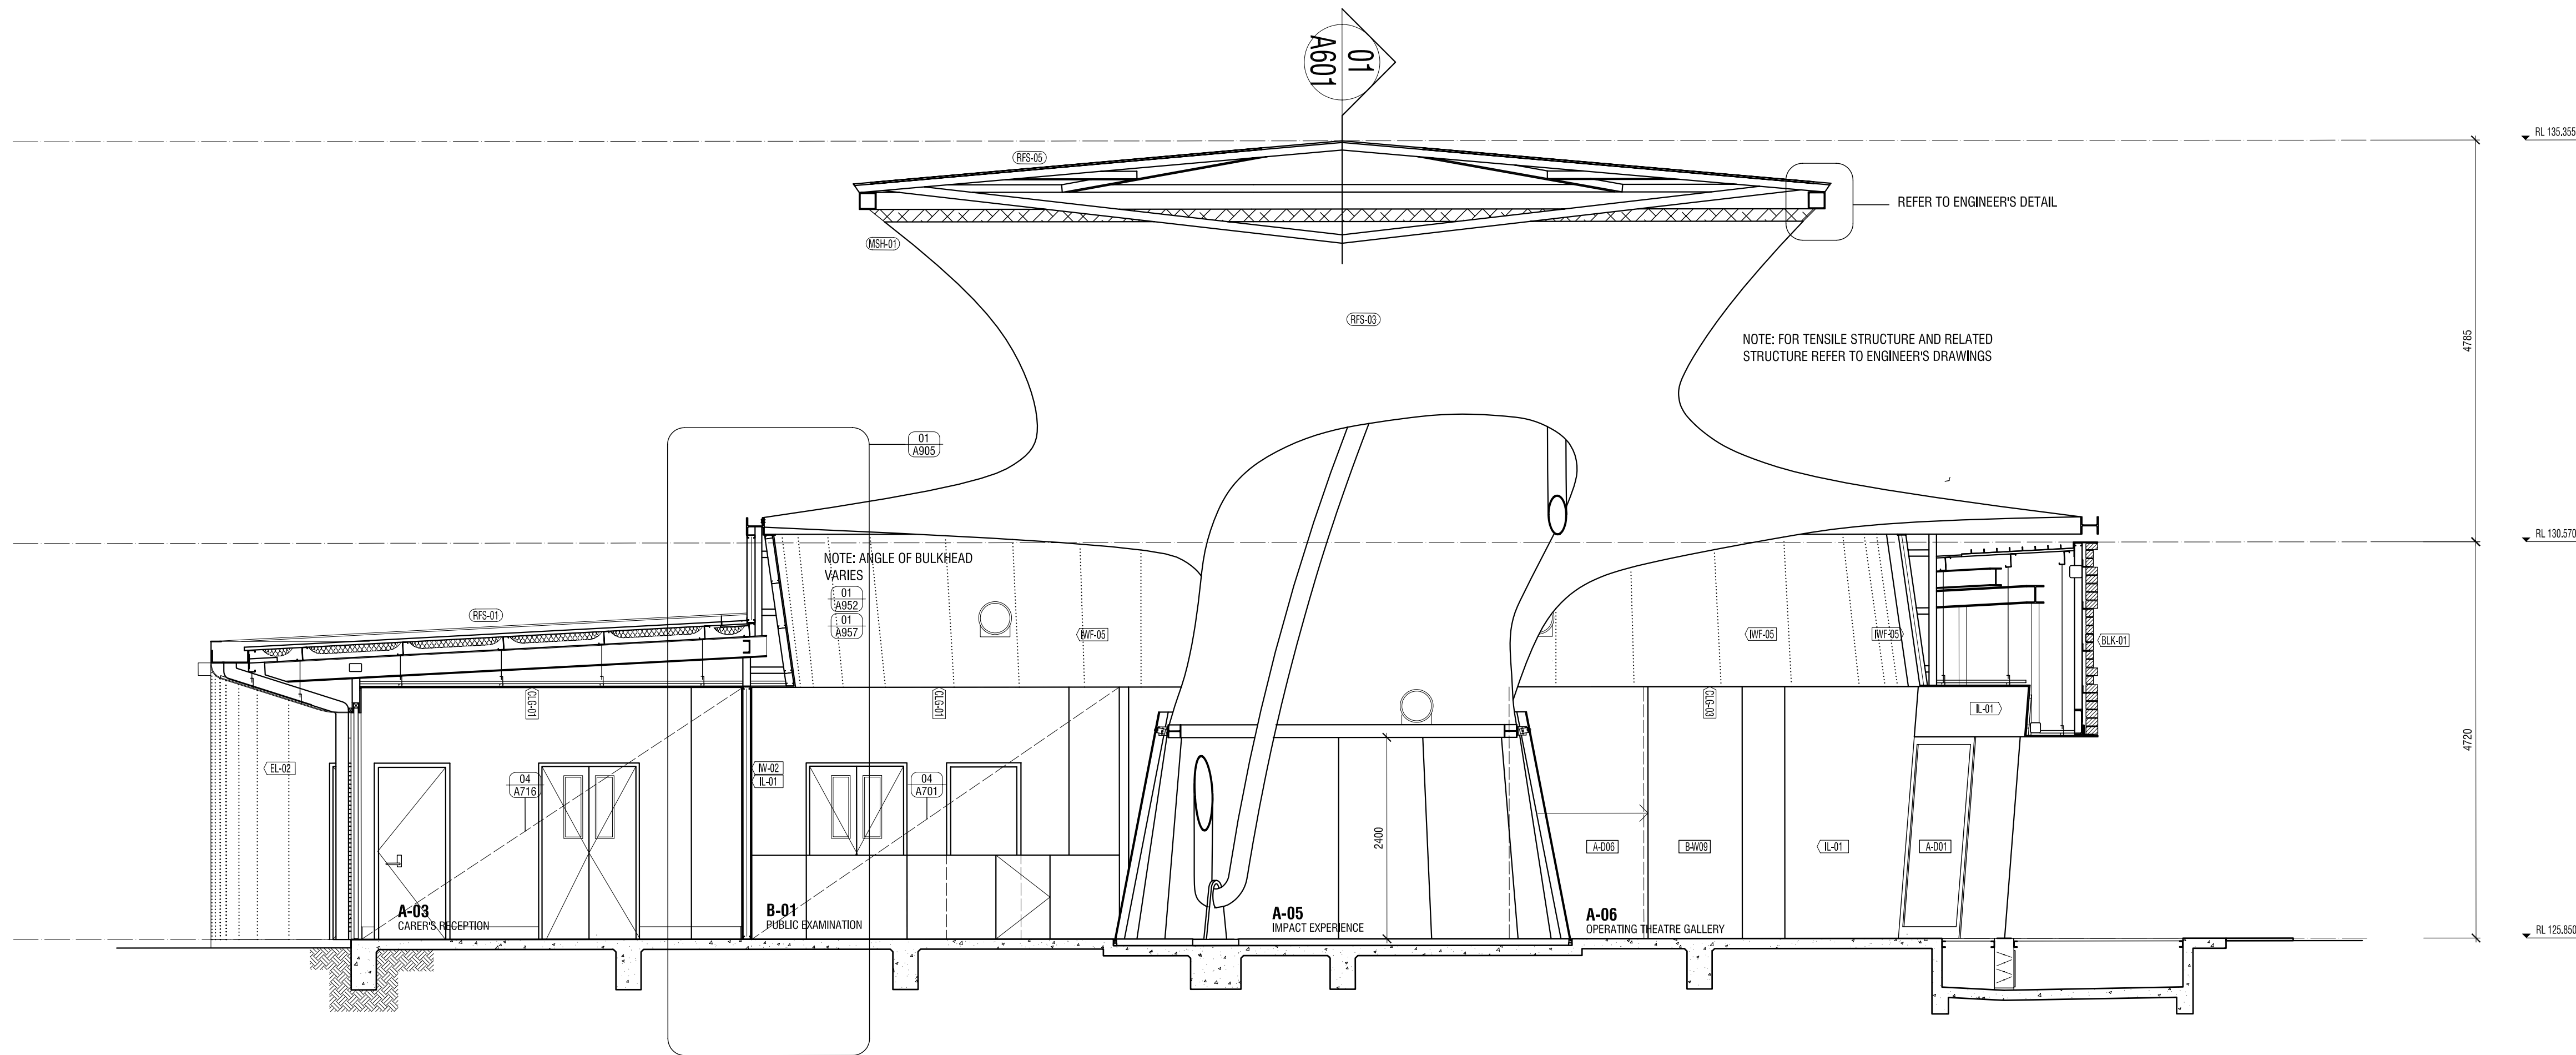 01
A601
RL 135.355
RFS-05
REFER TO ENGINEER'S DETAIL
MSH-01
RFS-03
NOTE: FOR TENSILE STRUCTURE AND RELATED
STRUCTURE REFER TO ENGINEER'S DRAWINGS
4785
01
A905
RL 130.570
NOTE: ANGLE OF BULKHEAD
VARIES
01
A952
01
A957
RFS-01
IWF-05
IWF-05
IWF-05
BLK-01
CLG-01
CLG-01
CLG-03
IL-01
4720
EL-02
04
A716
IW-02
IL-01
04
A701
2400
A-D06
B-W09
IL-01
A-D01
A-03
CARER'S RECEPTION
B-01
PUBLIC EXAMINATION
A-05
IMPACT EXPERIENCE
A-06
OPERATING THEATRE GALLERY
RL 125.850